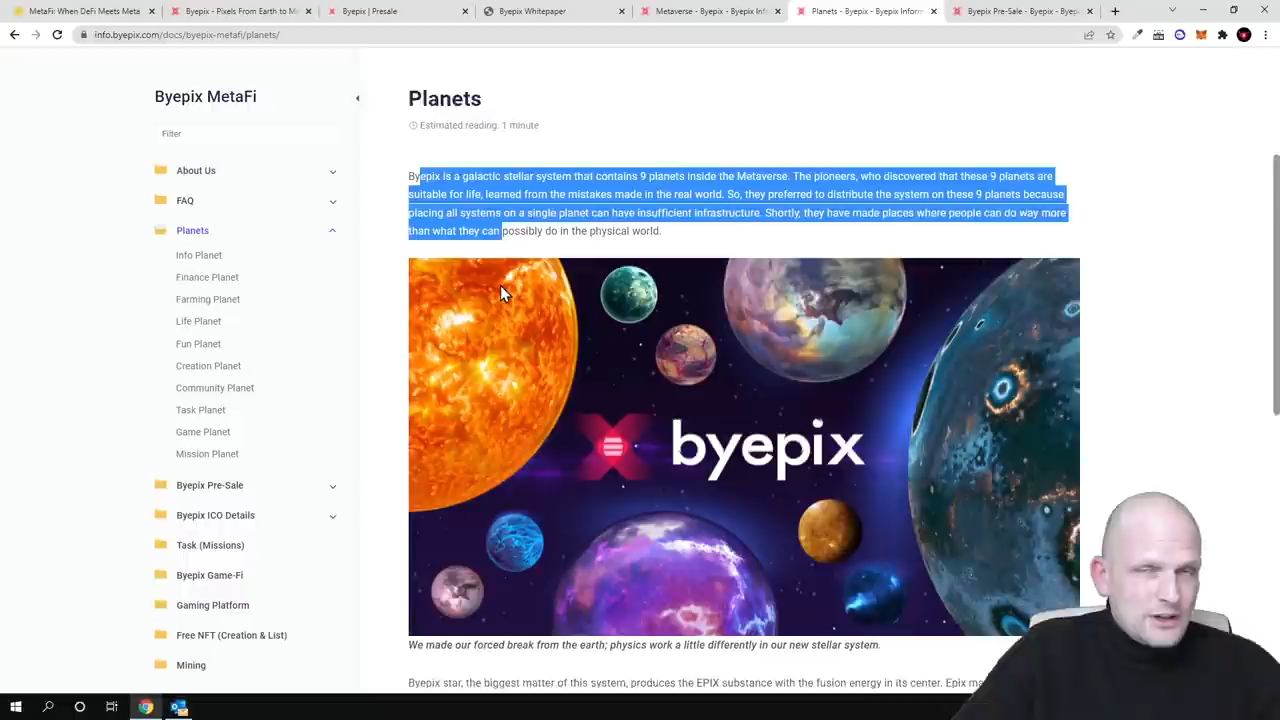 MetaFi: When DeFi Meets Meta
Byepix - Pixels From Earth to M
Byepix | Presale
Byepix Whitepaper
Metaverse - Byepix - Byepix Inf
Planets - Byepix - Byepix Inform
Byepix Pre-Sale - Byepix - Byepi
info.byepix.com/docs/byepix-metafi/planets/
Byepix MetaFi
Filter
About Us
FAQ
Planets
Info Planet
Finance Planet
Farming Planet
Life Planet
Fun Planet
Creation Planet
Community Planet
Task Planet
Game Planet
Mission Planet
Byepix Pre-Sale
Byepix ICO Details
Task (Missions)
Byepix Game-Fi
Gaming Platform
Free NFT (Creation & List)
Mining
Planets
Estimated reading: 1 minute
Byepix is a galactic stellar system that contains 9 planets inside the Metaverse. The pioneers, who discovered that these 9 planets are
suitable for life, learned from the mistakes made in the real world. So, they preferred to distribute the system on these 9 planets because
placing all systems on a single planet can have insufficient infrastructure. Shortly, they have made places where people can do way more
than what they can possibly do in the physical world.
byepix
We made our forced break from the earth; physics work a little differently in our new stellar system.
Byepix star, the biggest matter of this system, produces the EPIX substance with the fusion energy in its center. Epix ma